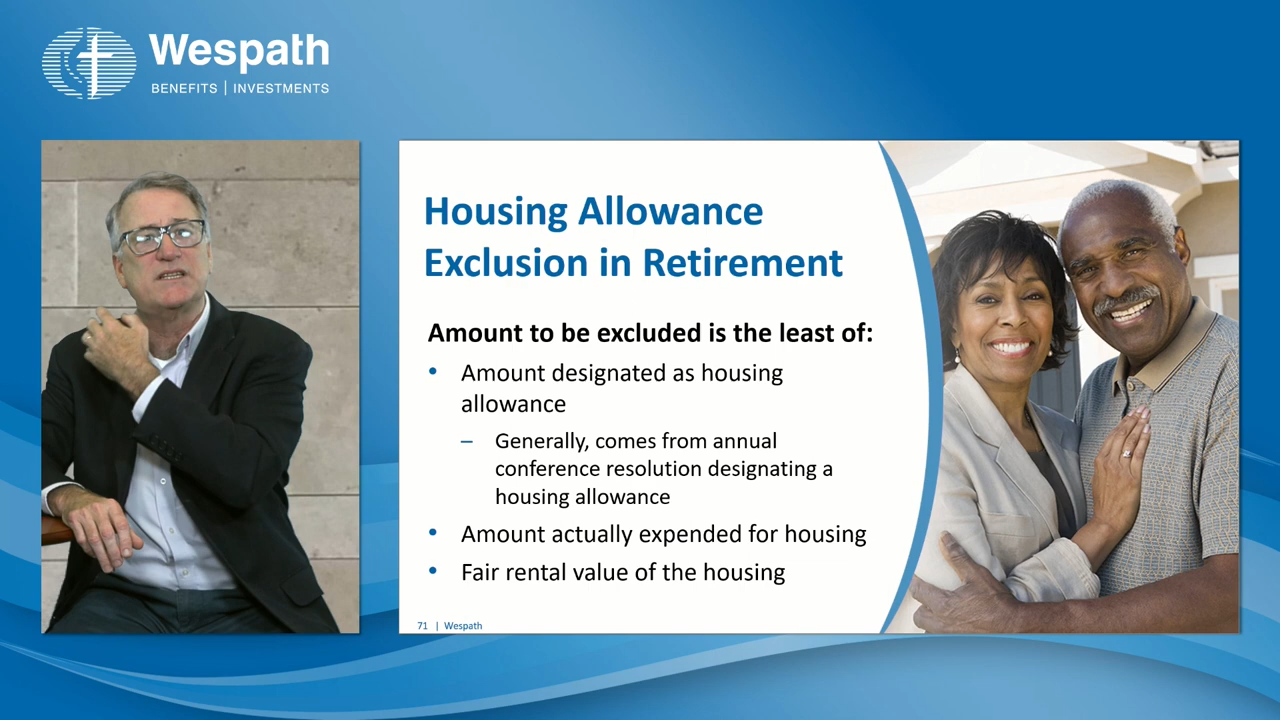 Wespath
BENEFITS | INVESTMENTS
Housing Allowance
Exclusion in Retirement
Amount to be excluded is the least of:
• Amount designated as housing
allowance
– Generally, comes from annual
conference resolution designating a
housing allowance
• Amount actually expended for housing
• Fair rental value of the housing
71 | Wespath